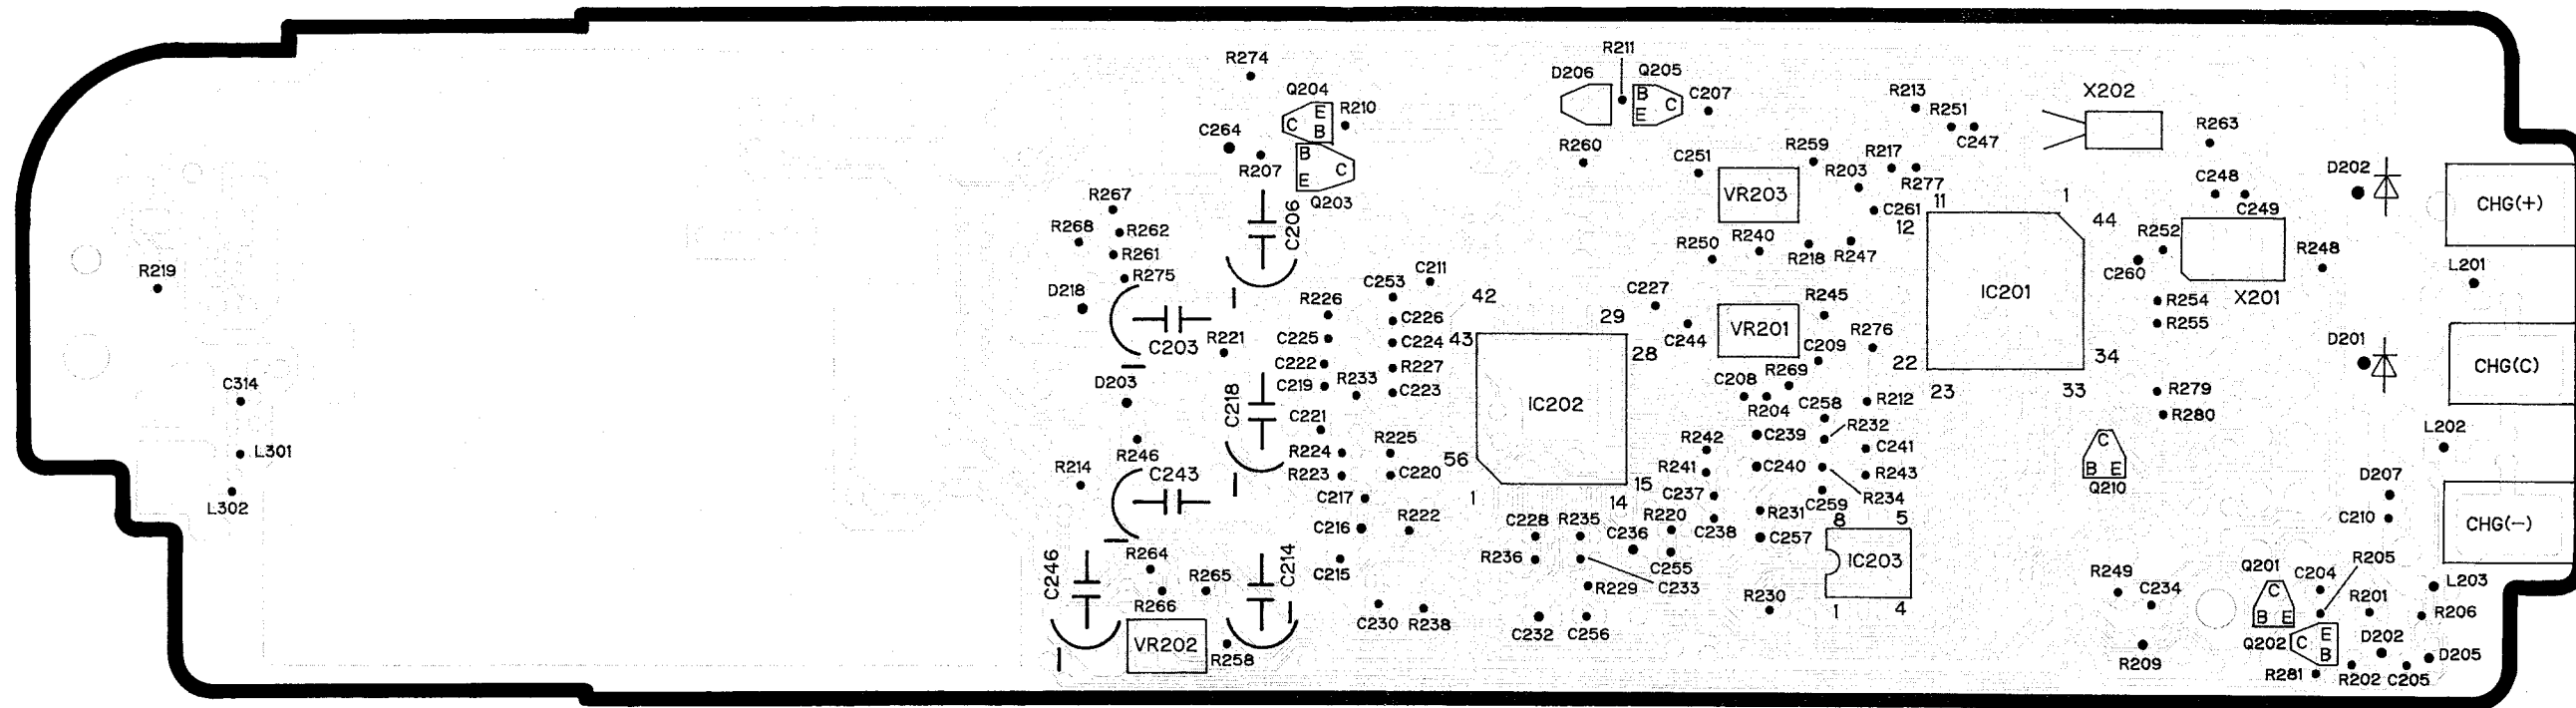 R211
R274
D206
Q205
Q204
R210
B
C
E
C207
R213
R251
X202
E
C
B
C264
C247
R263
R207
B
C
E
Q203
R260
C251
R259
R217
R203
R277
VR203
D202
C248
C249
CHG(+)
R267
R268
R262
R261
R275
C206
C261
11
12
1
44
R250
R240
R218
R247
R252
C260
R248
L201
R219
D218
C253
C211
42
C227
IC201
X201
R226
C226
29
R245
R254
R255
C203
R221
C225
C224
43
28
C244
VR201
R276
D201
C209
22
34
C222
R227
CHG(C)
C314
D203
C219
R233
C223
C208
R269
23
33
R279
C218
IC202
R204
C258
R212
R280
C221
C239
R232
C
B
E
Q210
L202
L301
R246
R224
R225
56
R242
C241
R214
C243
R223
C220
R241
C240
R243
D207
15
L302
C217
1
14
C237
C259
R234
C210
CHG(-)
C216
R222
C228
R235
C236
R220
C238
R231
8
5
C257
IC203
C246
R264
C214
C215
R236
C255
Q201
C204
R205
R265
R229
C233
R249
C234
C
B
E
R201
L203
R266
R230
1
4
R206
VR202
C230
R238
C232
C256
Q202
C
E
B
D202
R258
R209
D205
R281
R202
C205